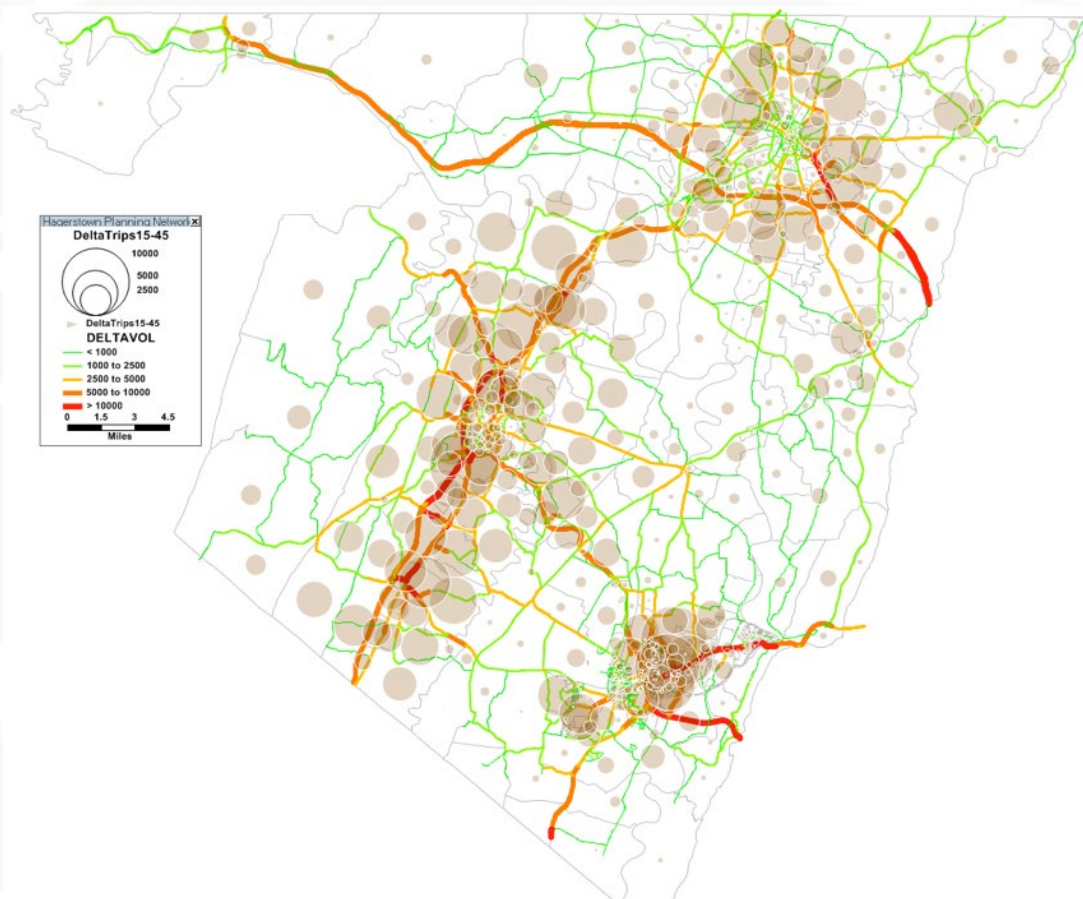 Hagerstown Planning Network
DeltaTrips15-45
10000
5000
2500
DeltaTrips15-45
DELTAVOL
< 1000
1000 to 2500
2500 to 5000
5000 to 10000
> 10000
0 1.5 3 4.5
Miles